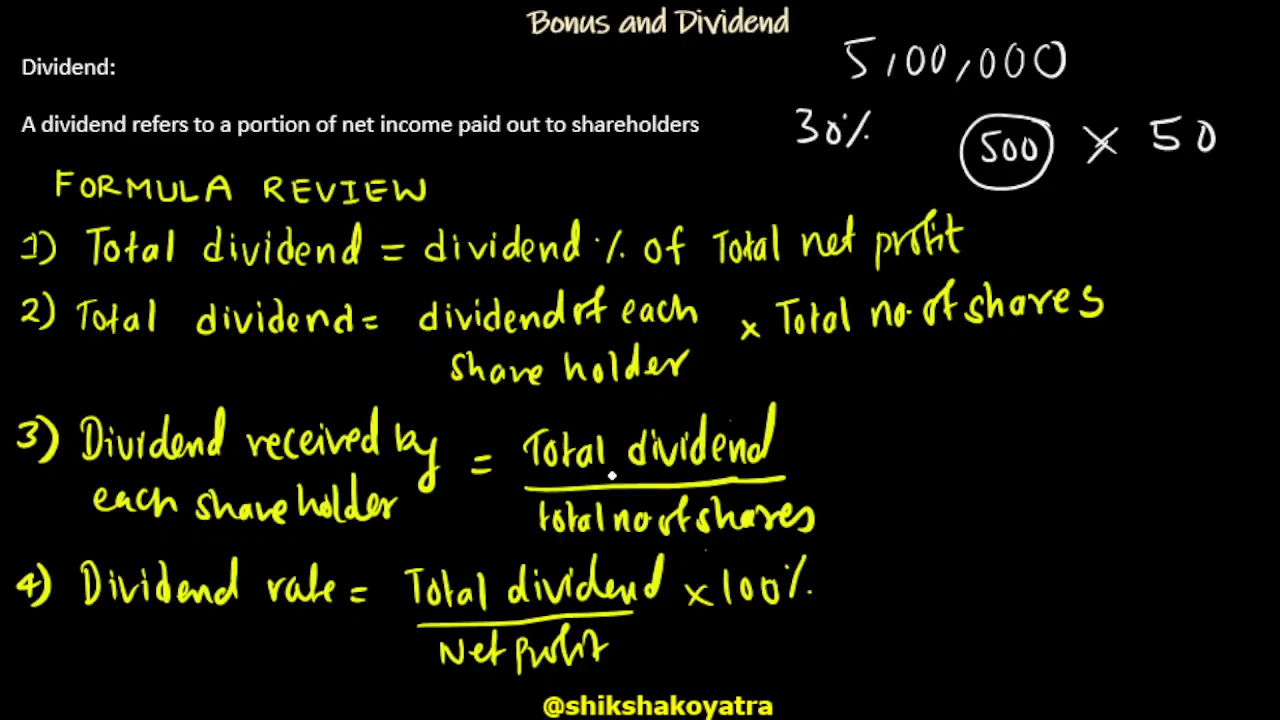 Bonus and Dividend
5,00,000
Dividend:
30%
500 × 50
A dividend refers to a portion of net income paid out to shareholders
FORMULA REVIEW
1) Total dividend = dividend % of Total net profit
2) Total dividend = dividend of each × Total no. of shares
share holder
3) Dividend received by = Total dividend
each share holder total no of shares
4) Dividend rate = Total dividend × 100%
Net profit
@shikshakoyatra